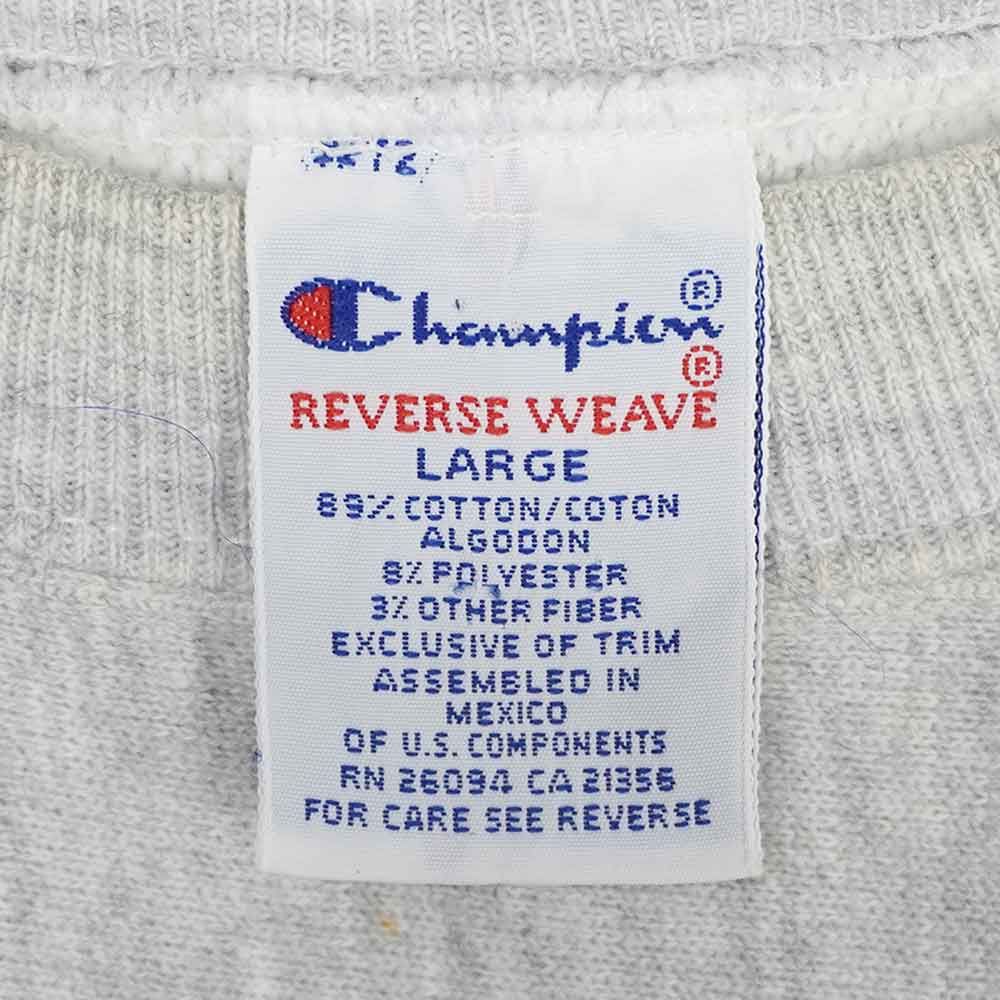 Champion ®
REVERSE WEAVE ®
LARGE
89% COTTON/COTON
ALGODON
8% POLYESTER
3% OTHER FIBER
EXCLUSIVE OF TRIM
ASSEMBLED IN
MEXICO
OF U.S. COMPONENTS
RN 26094 CA 21356
FOR CARE SEE REVERSE